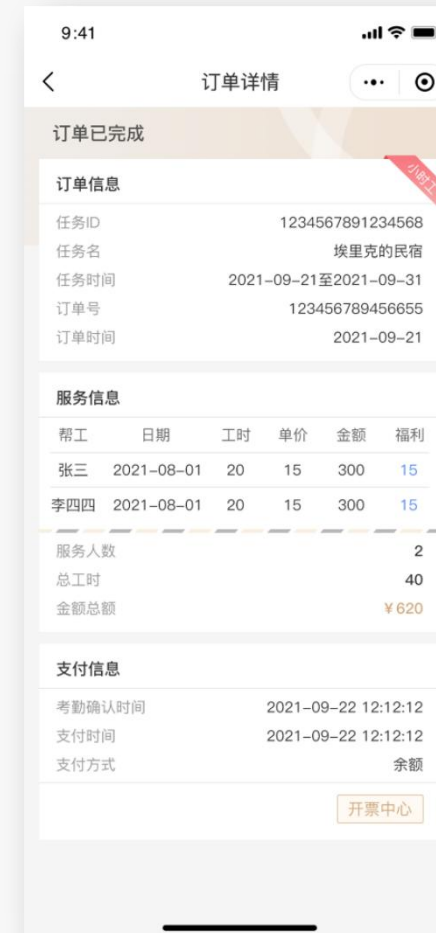 9:41
订单详情
订单已完成
小时工
订单信息
任务ID 1234567891234568
任务名 埃里克的民宿
任务时间 2021-09-21至2021-09-31
订单号 123456789456655
订单时间 2021-09-21
服务信息
帮工 日期 工时 单价 金额 福利
张三 2021-08-01 20 15 300 15
李四四 2021-08-01 20 15 300 15
服务人数 2
总工时 40
金额总额 ¥620
支付信息
考勤确认时间 2021-09-22 12:12:12
支付时间 2021-09-22 12:12:12
支付方式 余额
开票中心